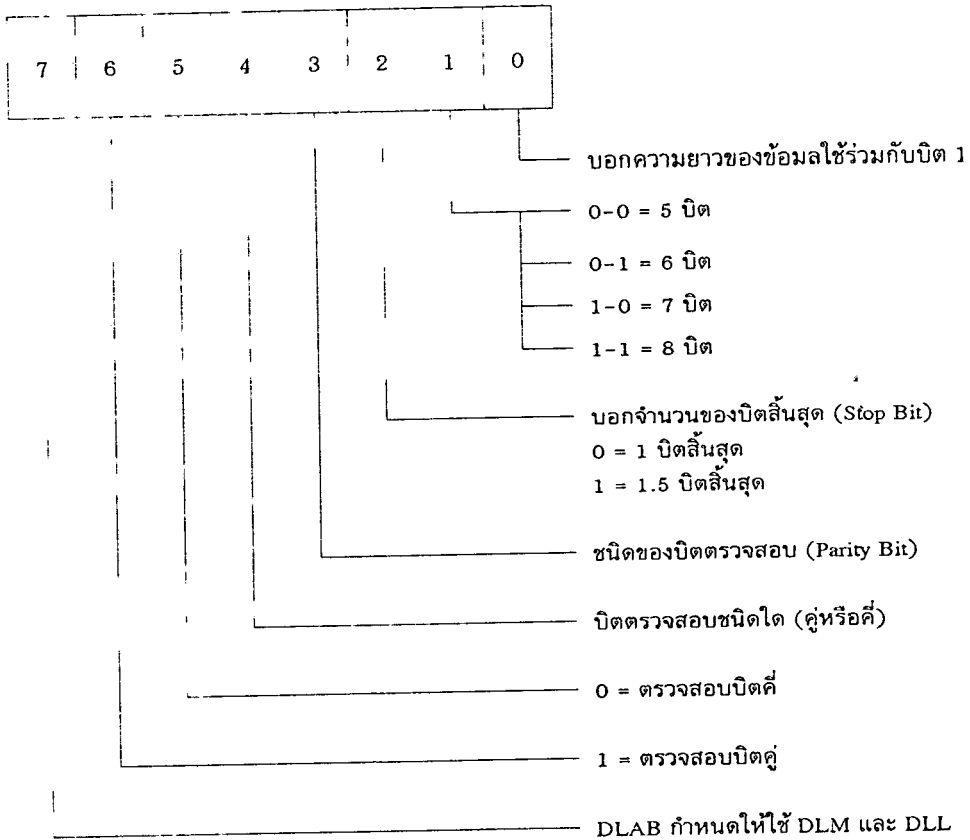 7 6 5 4 3 2 1 0
บอกความยาวของข้อมลใช้ร่วมกับบิต 1
0-0 = 5 บิต
0-1 = 6 บิต
1-0 = 7 บิต
1-1 = 8 บิต
บอกจำนวนของบิตสิ้นสุด (Stop Bit)
0 = 1 บิตสิ้นสุด
1 = 1.5 บิตสิ้นสุด
ชนิดของบิตตรวจสอบ (Parity Bit)
บิตตรวจสอบชนิดใด (คู่หรือคี่)
0 = ตรวจสอบบิตคี่
1 = ตรวจสอบบิตคู่
DLAB กำหนดให้ใช้ DLM และ DLL